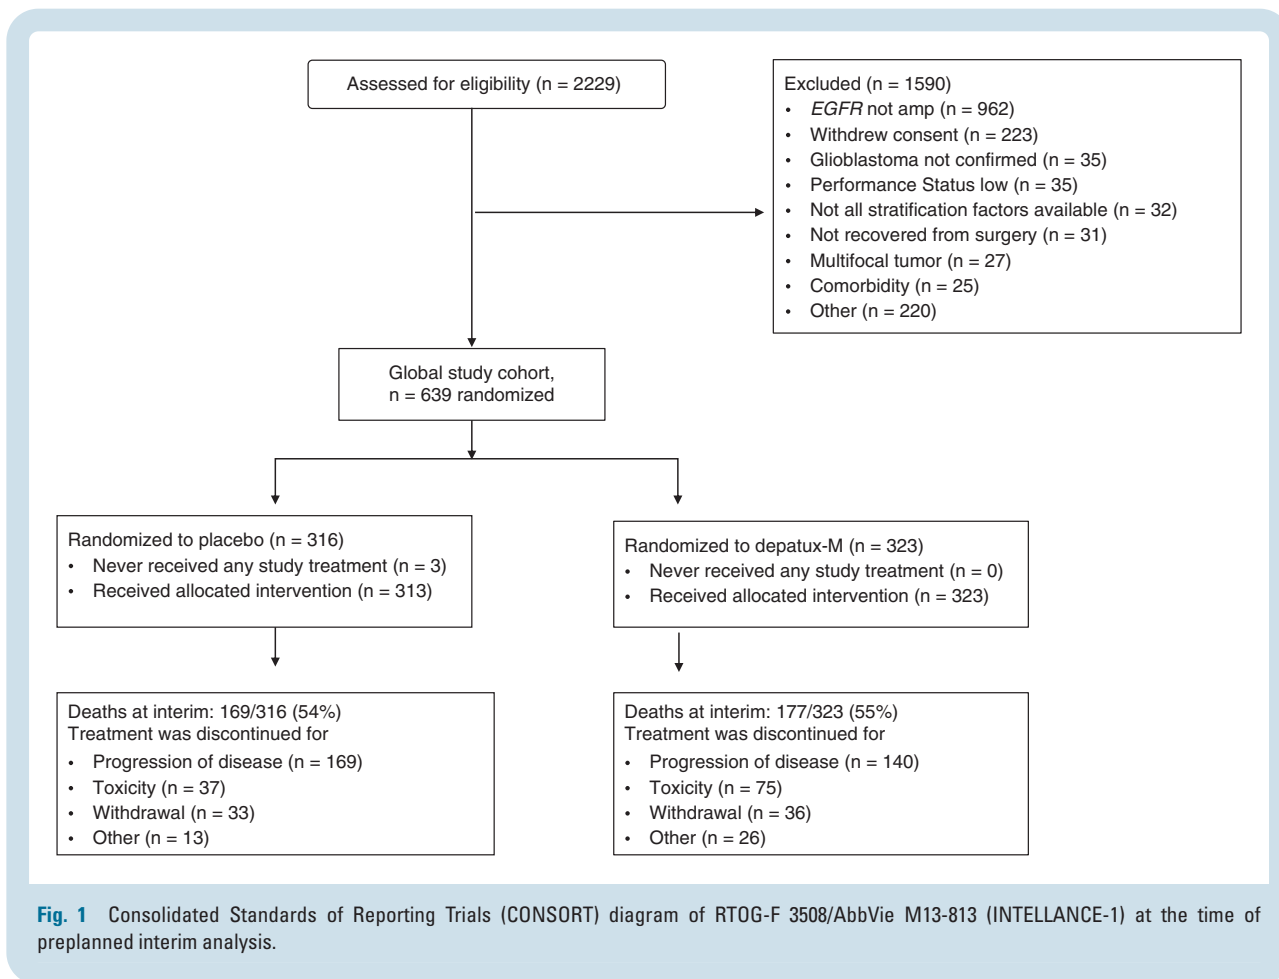 Assessed for eligibility (n = 2229)
Excluded (n = 1590)
• EGFR not amp (n = 962)
• Withdrew consent (n = 223)
• Glioblastoma not confirmed (n = 35)
• Performance Status low (n = 35)
• Not all stratification factors available (n = 32)
• Not recovered from surgery (n = 31)
• Multifocal tumor (n = 27)
• Comorbidity (n = 25)
• Other (n = 220)
Global study cohort,
n = 639 randomized
Randomized to placebo (n = 316)
• Never received any study treatment (n = 3)
• Received allocated intervention (n = 313)
Randomized to depatux-M (n = 323)
• Never received any study treatment (n = 0)
• Received allocated intervention (n = 323)
Deaths at interim: 169/316 (54%)
Treatment was discontinued for
• Progression of disease (n = 169)
• Toxicity (n = 37)
• Withdrawal (n = 33)
• Other (n = 13)
Deaths at interim: 177/323 (55%)
Treatment was discontinued for
• Progression of disease (n = 140)
• Toxicity (n = 75)
• Withdrawal (n = 36)
• Other (n = 26)
Fig. 1 Consolidated Standards of Reporting Trials (CONSORT) diagram of RTOG-F 3508/AbbVie M13-813 (INTELLANCE-1) at the time of
preplanned interim analysis.